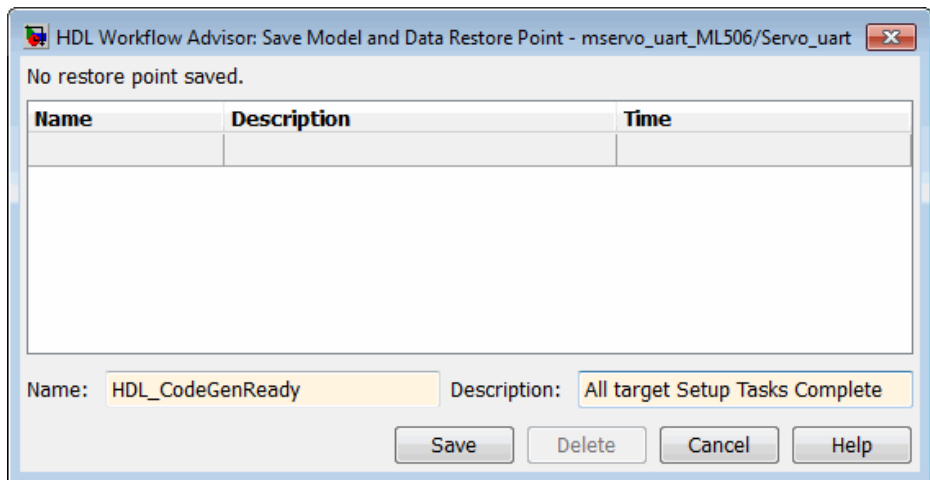 HDL Workflow Advisor: Save Model and Data Restore Point - mservo_uart_ML506/Servo_uart
No restore point saved.
Name Description Time
Name: HDL_CodeGenReady Description: All target Setup Tasks Complete
Save Delete Cancel Help